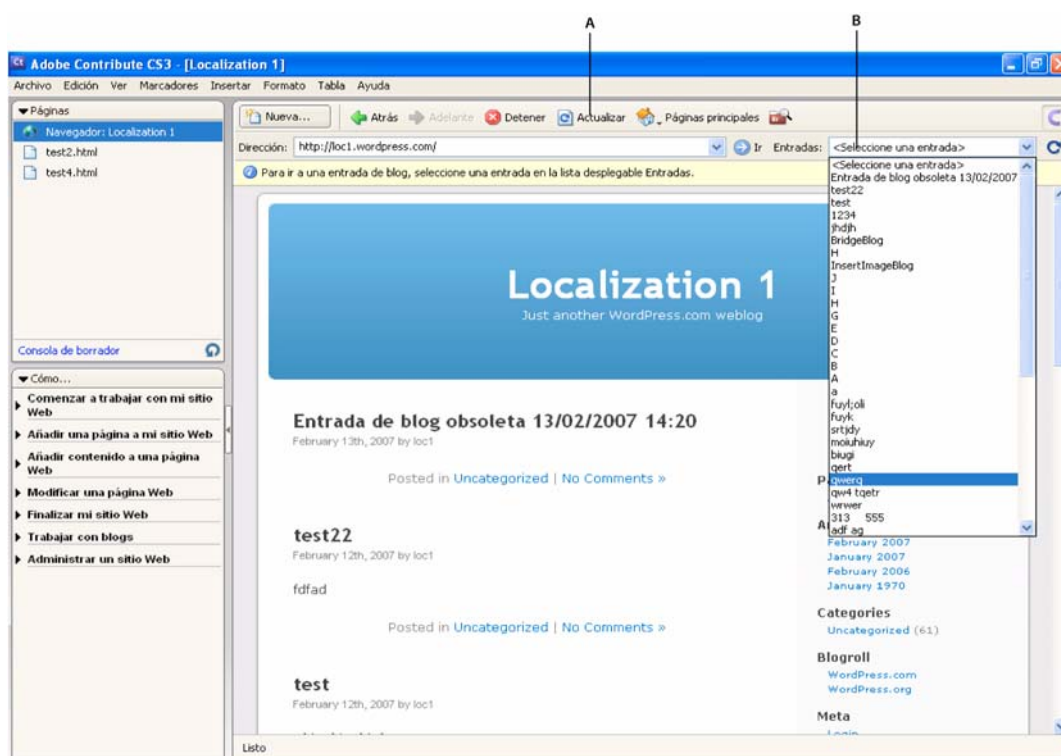 A B
Adobe Contribute CS3 - [Localization 1]
Archivo Edición Ver Marcadores Insertar Formato Tabla Ayuda
Páginas
Navegador: Localization 1
test2.html
test4.html
Consola de borrador
Cómo...
Comenzar a trabajar con mi sitio
Web
Añadir una página a mi sitio Web
Añadir contenido a una página
Web
Modificar una página Web
Finalizar mi sitio Web
Trabajar con blogs
Administrar un sitio Web
Nueva... Atrás Adelante Detener Actualizar Páginas principales
Dirección: http://loc1.wordpress.com/ Ir Entradas: <Seleccione una entrada>
Para ir a una entrada de blog, seleccione una entrada en la lista desplegable Entradas.
<Seleccione una entrada>
Entrada de blog obsoleta 13/02/2007
test22
test
1234
jhdjh
BridgeBlog
H
InsertImageBlog
J
I
H
G
E
D
C
B
A
a
fuyl;oli
fuyk
srtjdy
moiuhiuy
biugi
qert
qwerq
qw4 tqetr
wrwer
313 555
adf ag
Localization 1
Just another WordPress.com weblog
Entrada de blog obsoleta 13/02/2007 14:20
February 13th, 2007 by loc1
Posted in Uncategorized | No Comments »
test22
February 12th, 2007 by loc1
fdfad
Posted in Uncategorized | No Comments »
test
February 12th, 2007 by loc1
February 2007
January 2007
February 2006
January 1970
Categories
Uncategorized (61)
Blogroll
WordPress.com
WordPress.org
Meta
Listo